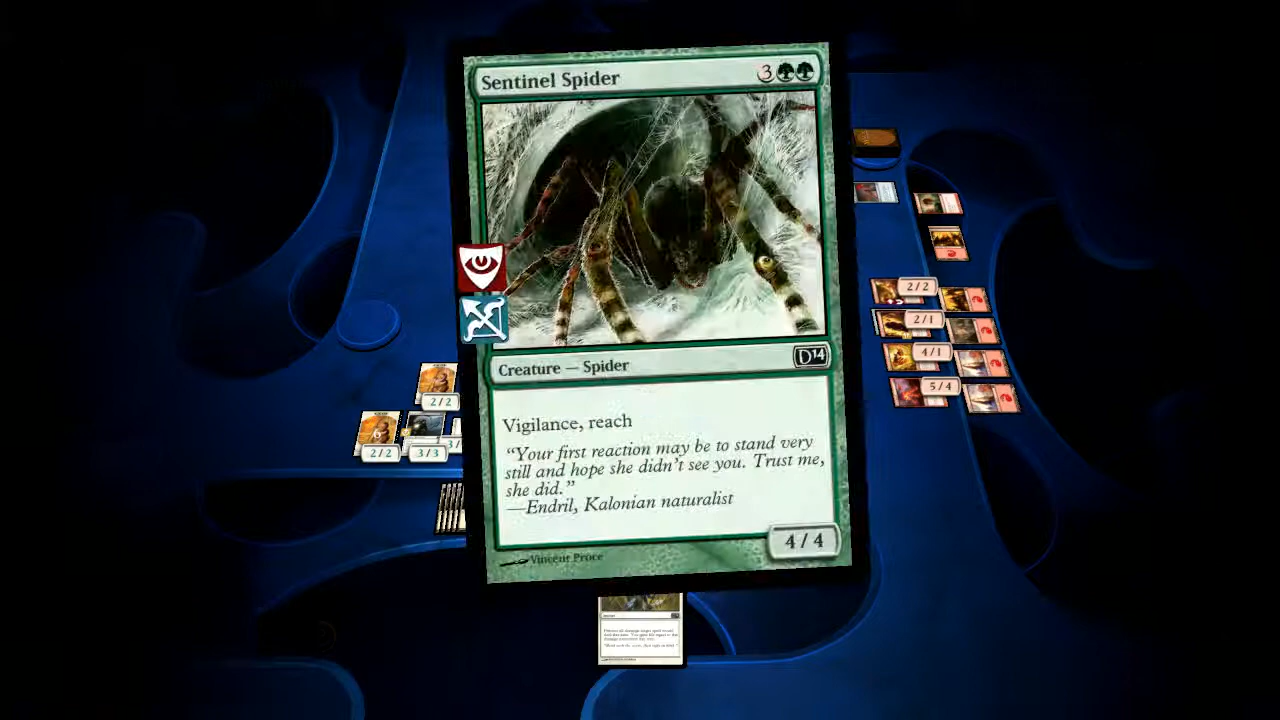 Sentinel Spider
3
2/2
2/1
4/1
5/4
D14
Creature — Spider
2/2
6
2/2
3/3
3/
Vigilance, reach
“Your first reaction may be to stand very
still and hope she didn't see you. Trust me,
she did.”
—Endril, Kalonian naturalist
4/4
Vincent Proce